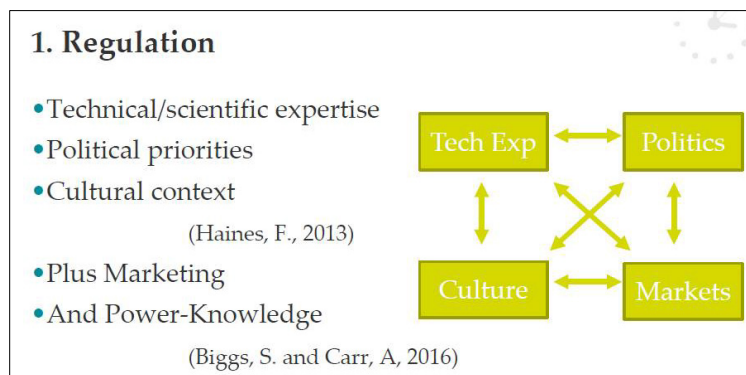 1. Regulation
•Technical/scientific expertise
•Political priorities
•Cultural context
(Haines, F., 2013)
•Plus Marketing
•And Power-Knowledge
(Biggs, S. and Carr, A, 2016)
Tech Exp
Politics
Culture
Markets